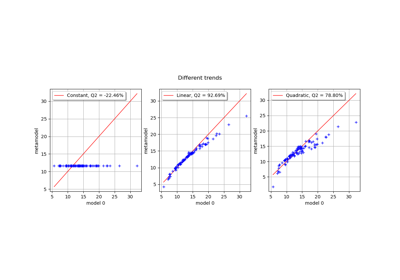 Different trends
Constant, Q2 = -22.46%
Linear, Q2 = 92.69%
Quadratic, Q2 = 78.80%
metamodel
30
25
20
15
10
5
5 10 15 20 25 30
model 0
metamodel
30
25
20
15
10
5
5 10 15 20 25 30
model 0
metamodel
30
25
20
15
10
5
5 10 15 20 25 30
model 0